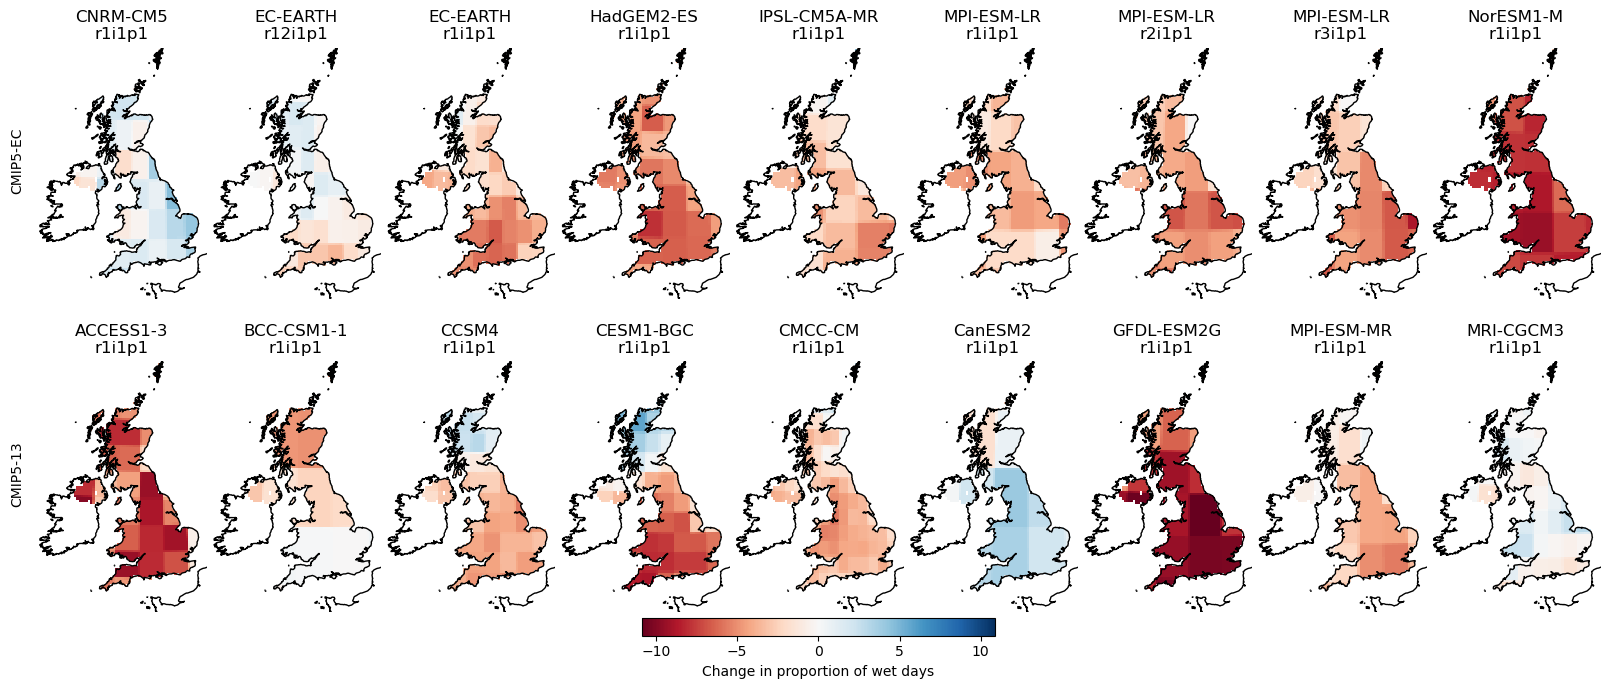 CNRM-CM5 EC-EARTH EC-EARTH HadGEM2-ES IPSL-CM5A-MR MPI-ESM-LR MPI-ESM-LR MPI-ESM-LR NorESM1-M
r1i1p1 r12i1p1 r1i1p1 r1i1p1 r1i1p1 r1i1p1 r2i1p1 r3i1p1 r1i1p1
CMIP5-EC
ACCESS1-3 BCC-CSM1-1 CCSM4 CESM1-BGC CMCC-CM CanESM2 GFDL-ESM2G MPI-ESM-MR MRI-CGCM3
r1i1p1 r1i1p1 r1i1p1 r1i1p1 r1i1p1 r1i1p1 r1i1p1 r1i1p1 r1i1p1
CMIP5-13
−10 −5 0 5 10
Change in proportion of wet days